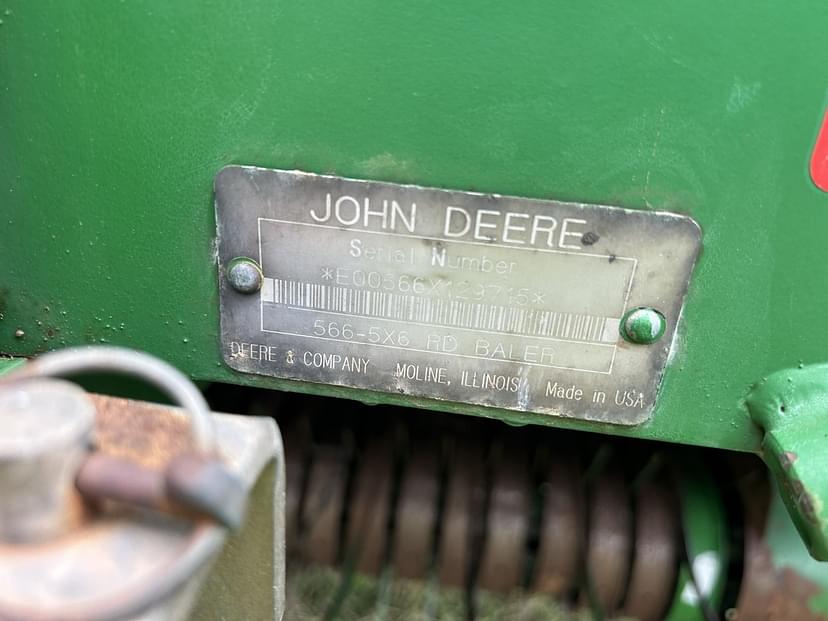 JOHN DEERE
Serial Number
*E00566X129715*
566-5X6 RD BALER
DEERE & COMPANY MOLINE, ILLINOIS Made in USA